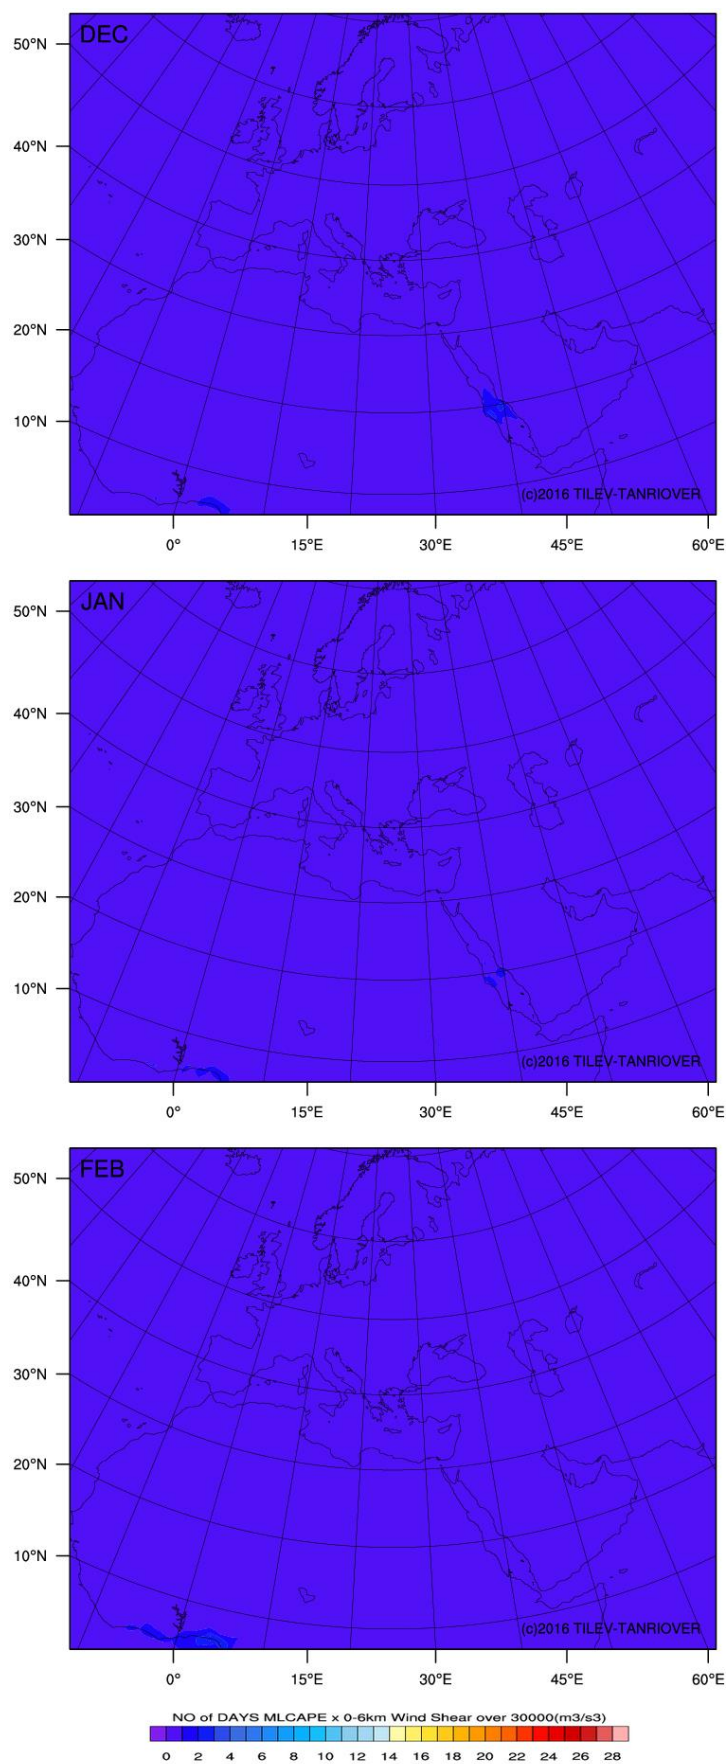 DEC
50°N
40°N
30°N
20°N
10°N
(c)2016 TILEV-TANRIOVER
0° 15°E 30°E 45°E 60°E
JAN
50°N
40°N
30°N
20°N
10°N
(c)2016 TILEV-TANRIOVER
0° 15°E 30°E 45°E 60°E
FEB
50°N
40°N
30°N
20°N
10°N
(c)2016 TILEV-TANRIOVER
0° 15°E 30°E 45°E 60°E
NO of DAYS MLCAPE x 0-6km Wind Shear over 30000(m3/s3)
0 2 4 6 8 10 12 14 16 18 20 22 24 26 28